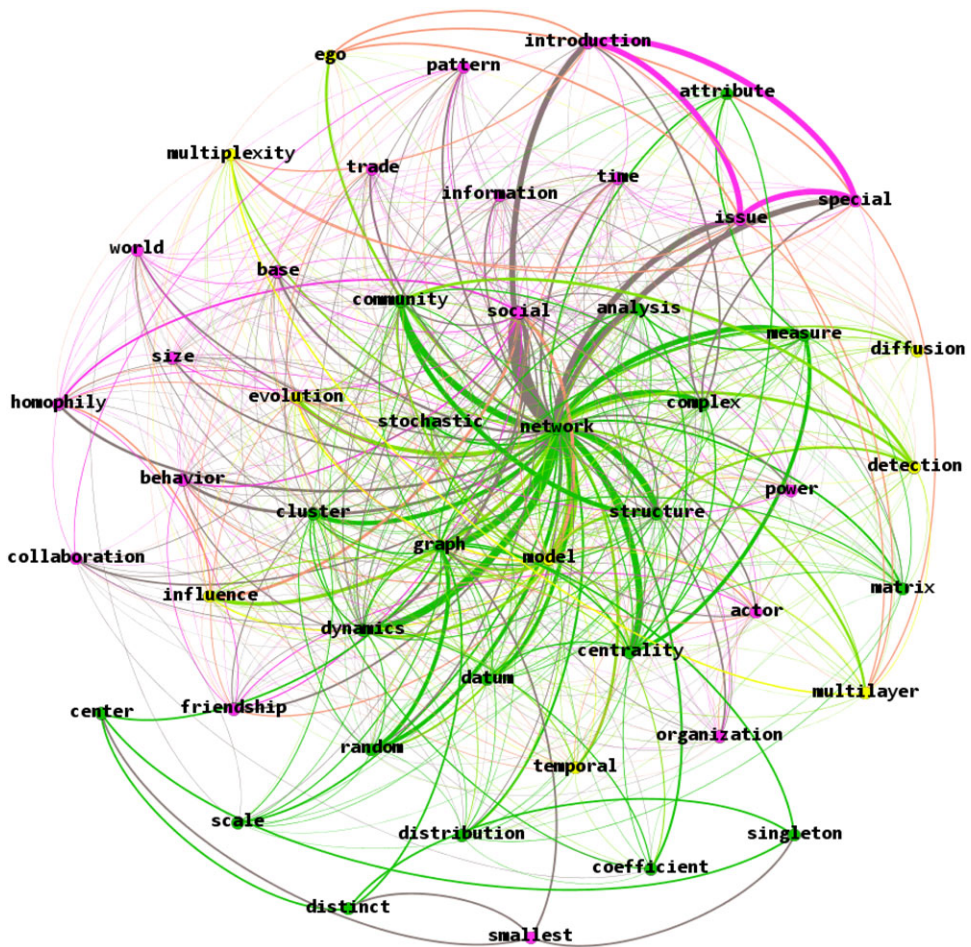 introduction
ego
pattern
attribute
multiplexity
trade
time
information
special
issue
world
base
community
social
analysis
measure
diffusion
size
homophily
evolution
complex
stochastic
network
detection
behavior
power
cluster
structure
graph
collaboration
model
influence
matrix
actor
dynamics
centrality
datum
multilayer
center
friendship
organization
random
temporal
scale
distribution
singleton
coefficient
distinct
smallest